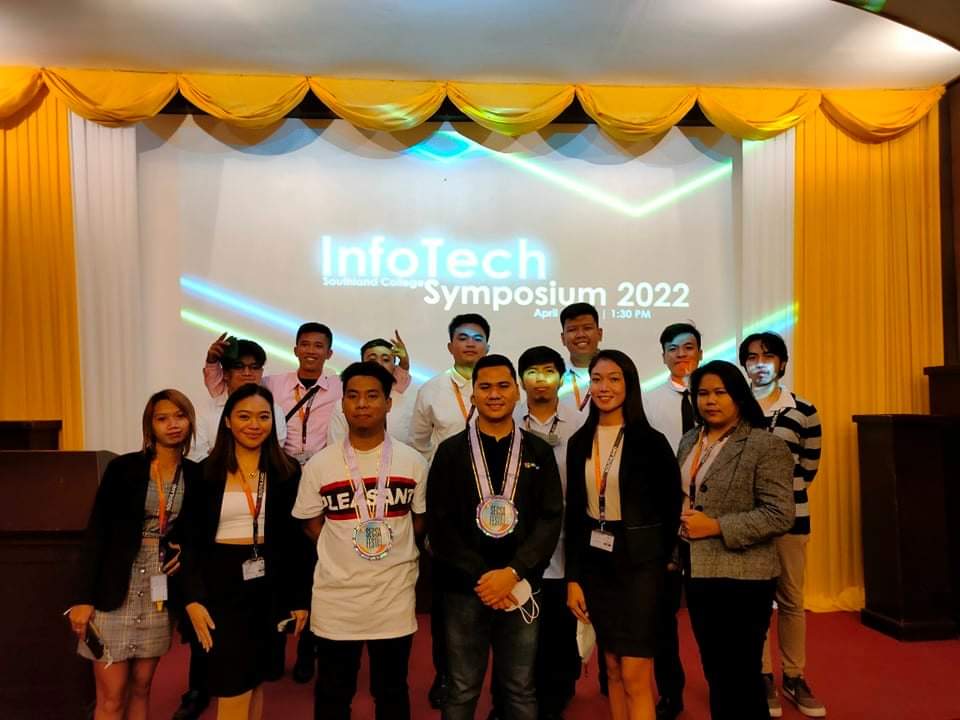 InfoTech
Southland College
Symposium 2022
April | 1:30 PM
PLEASANT